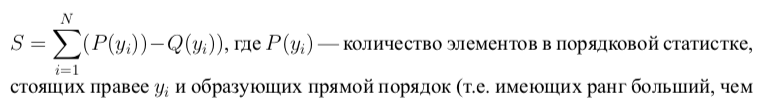 S = \sum_{i=1}^{N} (P(y_i)) − Q(y_i)), где P(y_i) — количество элементов в порядковой статистке,
стоящих правее y_i и образующих прямой порядок (т.е. имеющих ранг больший, чем